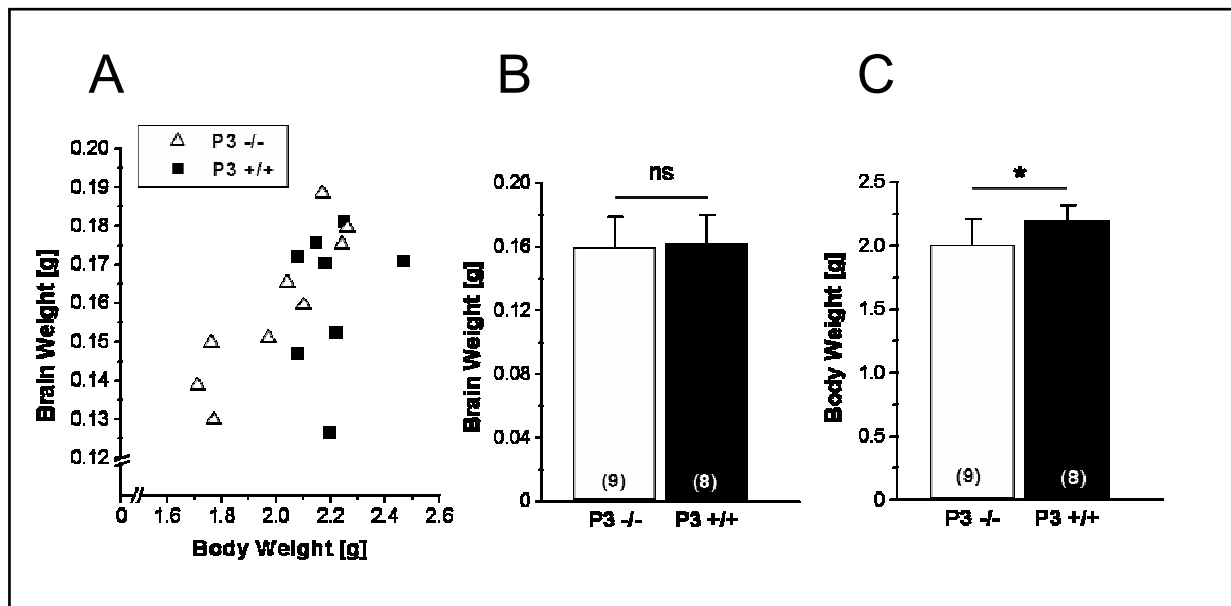 A
B
C
P3 -/-
P3 +/+
0.20
0.19
0.18
0.17
0.16
0.15
0.14
0.13
0.12
Brain Weight [g]
0 1.6 1.8 2.0 2.2 2.4 2.6
Body Weight [g]
ns
0.20
0.16
0.12
0.08
0.04
0
Brain Weight [g]
(9) (8)
P3 -/- P3 +/+
*
2.5
2.0
1.5
1.0
0.5
0
Body Weight [g]
(9) (8)
P3 -/- P3 +/+